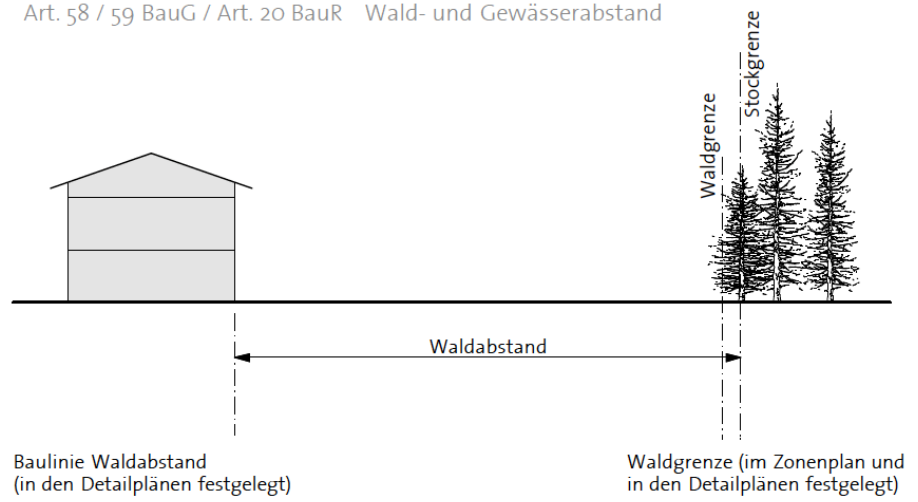 Art. 58 / 59 BauG / Art. 20 BauR Wald- und Gewässerabstand
Stockgrenze
Waldgrenze
Waldabstand
Baulinie Waldabstand
(in den Detailplänen festgelegt)
Waldgrenze (im Zonenplan und
in den Detailplänen festgelegt)